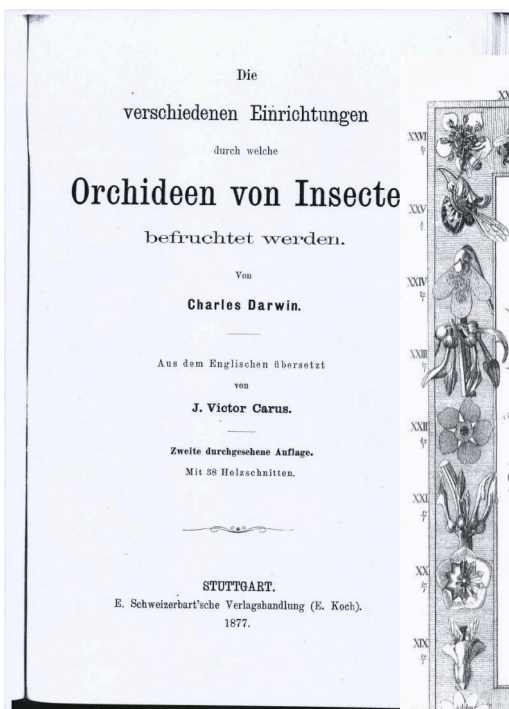 Die
verschiedenen Einrichtungen
durch welche
Orchideen von Insecte
befruchtet werden.
Von
Charles Darwin.
Aus dem Englischen übersetzt
von
J. Victor Carus.
Zweite durchgesehene Auflage.
Mit 38 Holzschnitten.
STUTTGART.
E. Schweizerbart'sche Verlagshandlung (E. Koch).
1877.
XXVI
XXV
XXIV
XXIII
XXII
XXI
XX
XIX